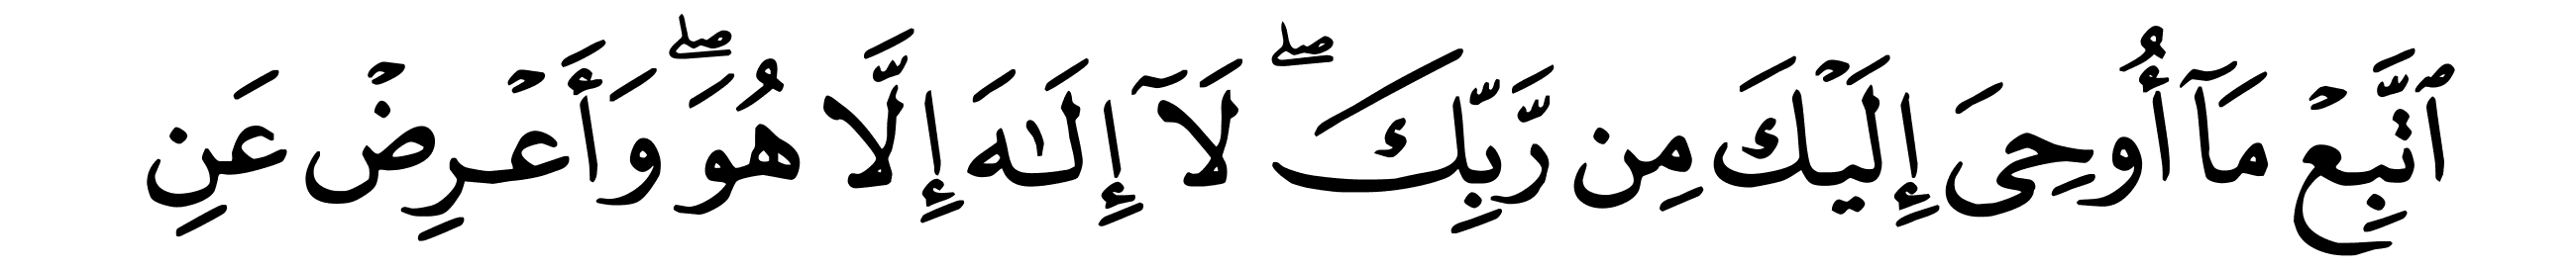 ٱتَّبِعۡ مَآ أُوحِيَ إِلَيۡكَ مِن رَّبِّكَۖ لَآ إِلَٰهَ إِلَّا هُوَۖ وَأَعۡرِضۡ عَنِ